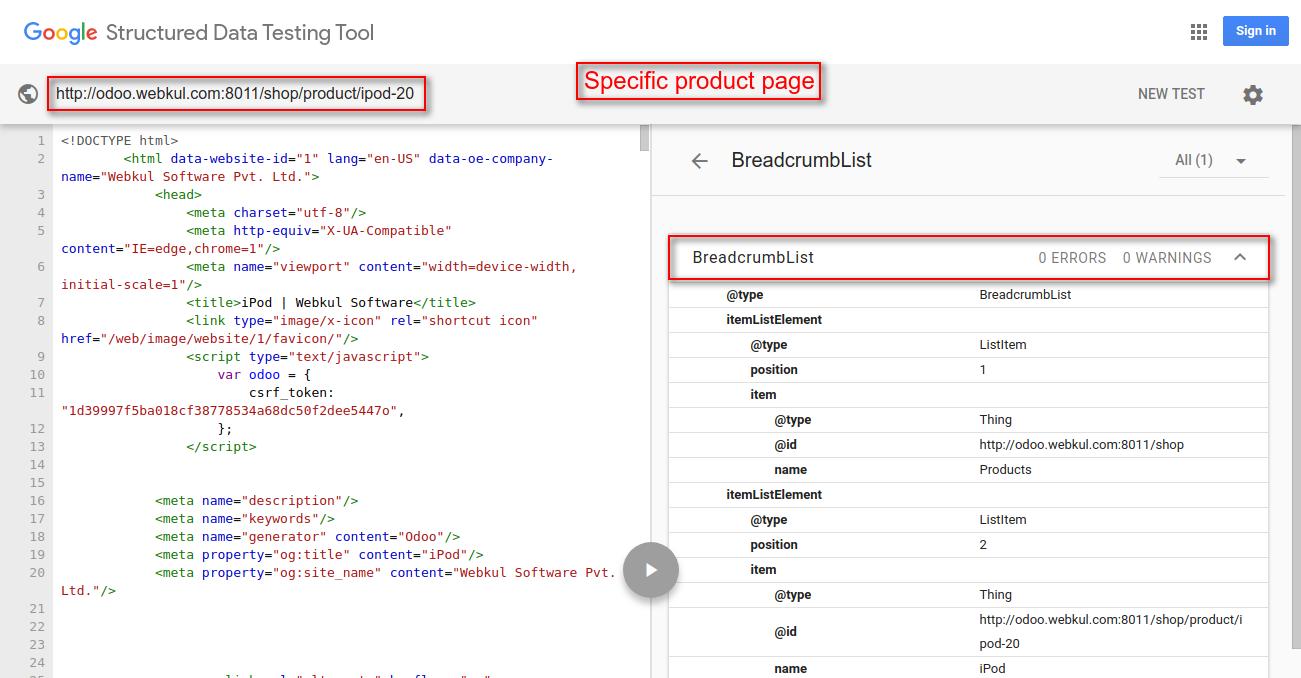 Google Structured Data Testing Tool
Sign in
http://odoo.webkul.com:8011/shop/product/ipod-20
Specific product page
NEW TEST
1 <!DOCTYPE html>
2 <html data-website-id="1" lang="en-US" data-oe-company-
name="Webkul Software Pvt. Ltd.">
3 <head>
4 <meta charset="utf-8"/>
5 <meta http-equiv="X-UA-Compatible"
content="IE=edge,chrome=1"/>
6 <meta name="viewport" content="width=device-width,
initial-scale=1"/>
7 <title>iPod | Webkul Software</title>
8 <link type="image/x-icon" rel="shortcut icon"
href="/web/image/website/1/favicon/"/>
9 <script type="text/javascript">
10 var odoo = {
11 csrf_token:
"1d39997f5ba018cf38778534a68dc50f2dee5447o",
12 };
13 </script>
14
15
16 <meta name="description"/>
17 <meta name="keywords"/>
18 <meta name="generator" content="Odoo"/>
19 <meta property="og:title" content="iPod"/>
20 <meta property="og:site_name" content="Webkul Software Pvt.
Ltd."/>
21
22
23
24
BreadcrumbList
All (1)
BreadcrumbList 0 ERRORS 0 WARNINGS
@type BreadcrumbList
itemListElement
@type ListItem
position 1
item
@type Thing
@id http://odoo.webkul.com:8011/shop
name Products
itemListElement
@type ListItem
position 2
item
@type Thing
@id http://odoo.webkul.com:8011/shop/product/i
pod-20
name iPod